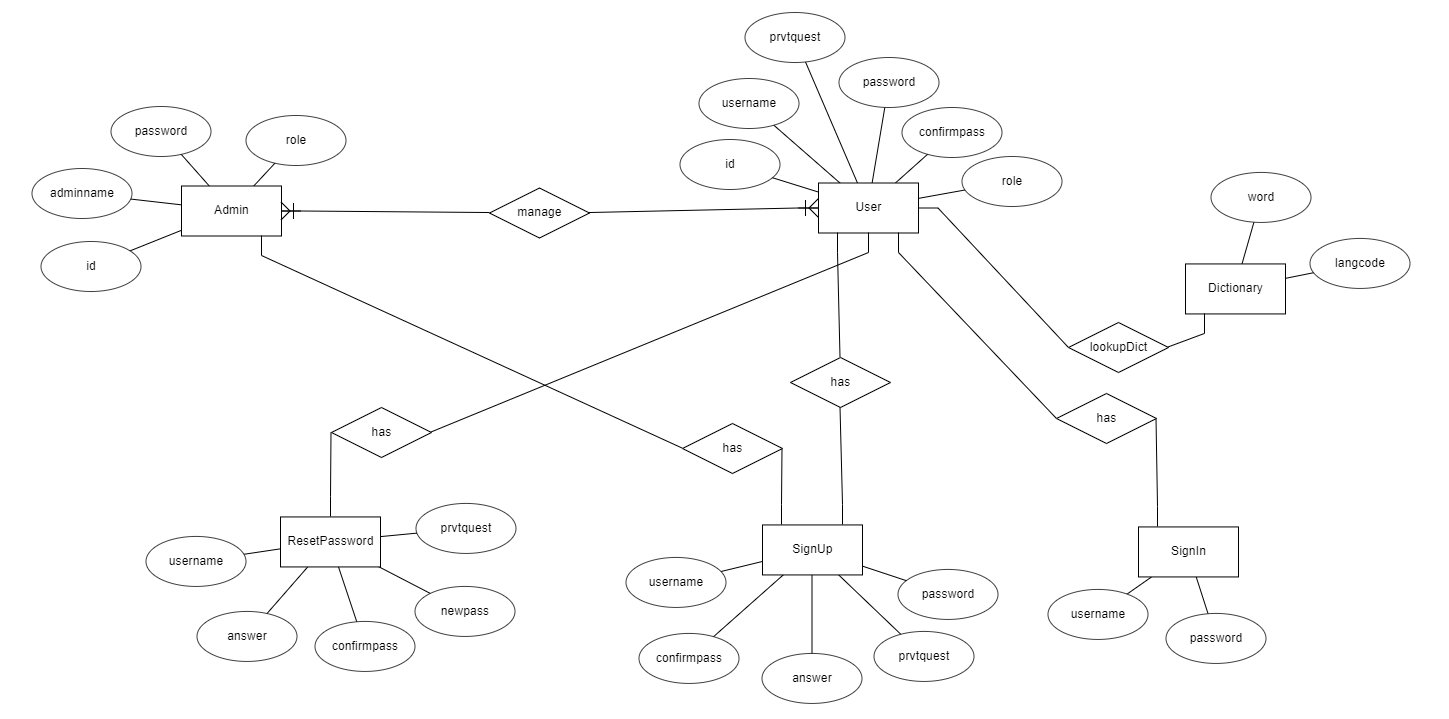 prvtquest
password
username
confirmpass
password
role
id
role
adminname
word
Admin
manage
User
id
langcode
Dictionary
lookupDict
has
has
has
has
prvtquest
ResetPassword
SignUp
SignIn
username
username
password
newpass
username
answer
confirmpass
password
confirmpass
prvtquest
answer